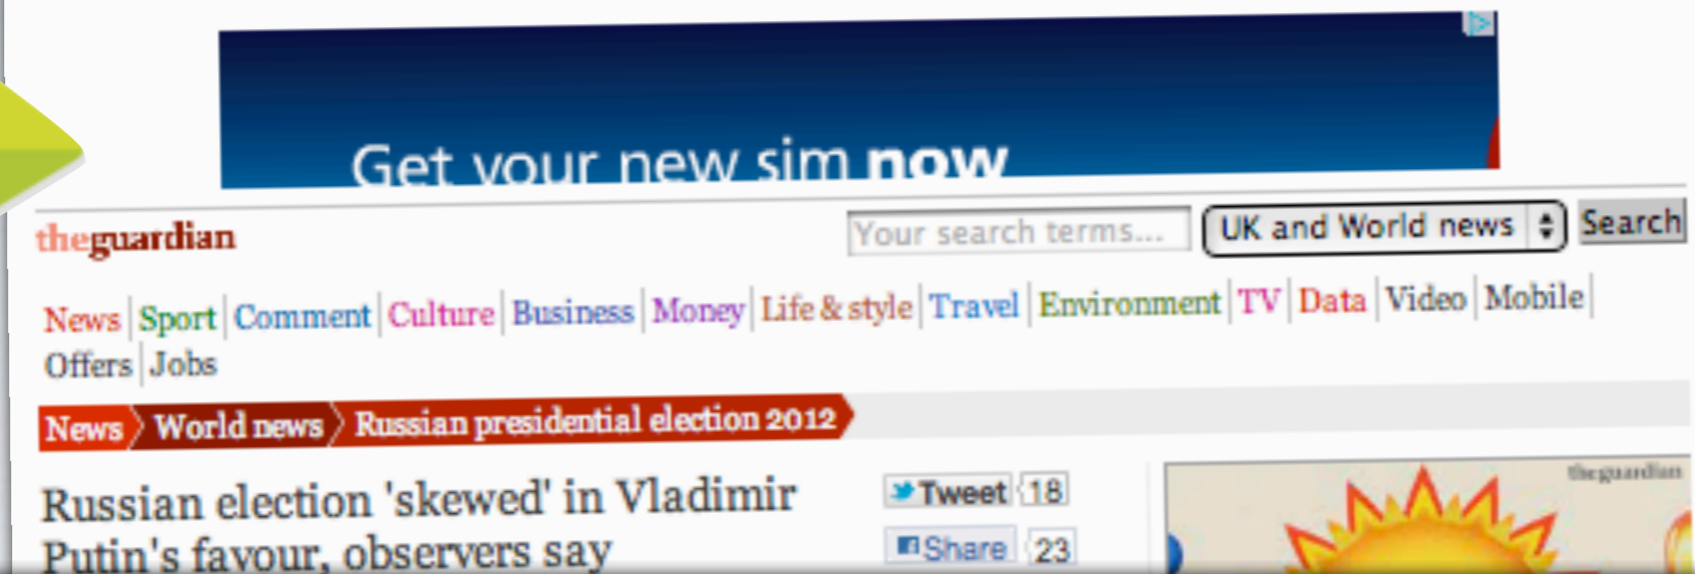 Get your new sim now
theguardian
Your search terms... UK and World news Search
News Sport Comment Culture Business Money Life & style Travel Environment TV Data Video Mobile
Offers Jobs
News World news Russian presidential election 2012
Russian election 'skewed' in Vladimir
Putin's favour, observers say
Tweet 18
Share 23
theguardian